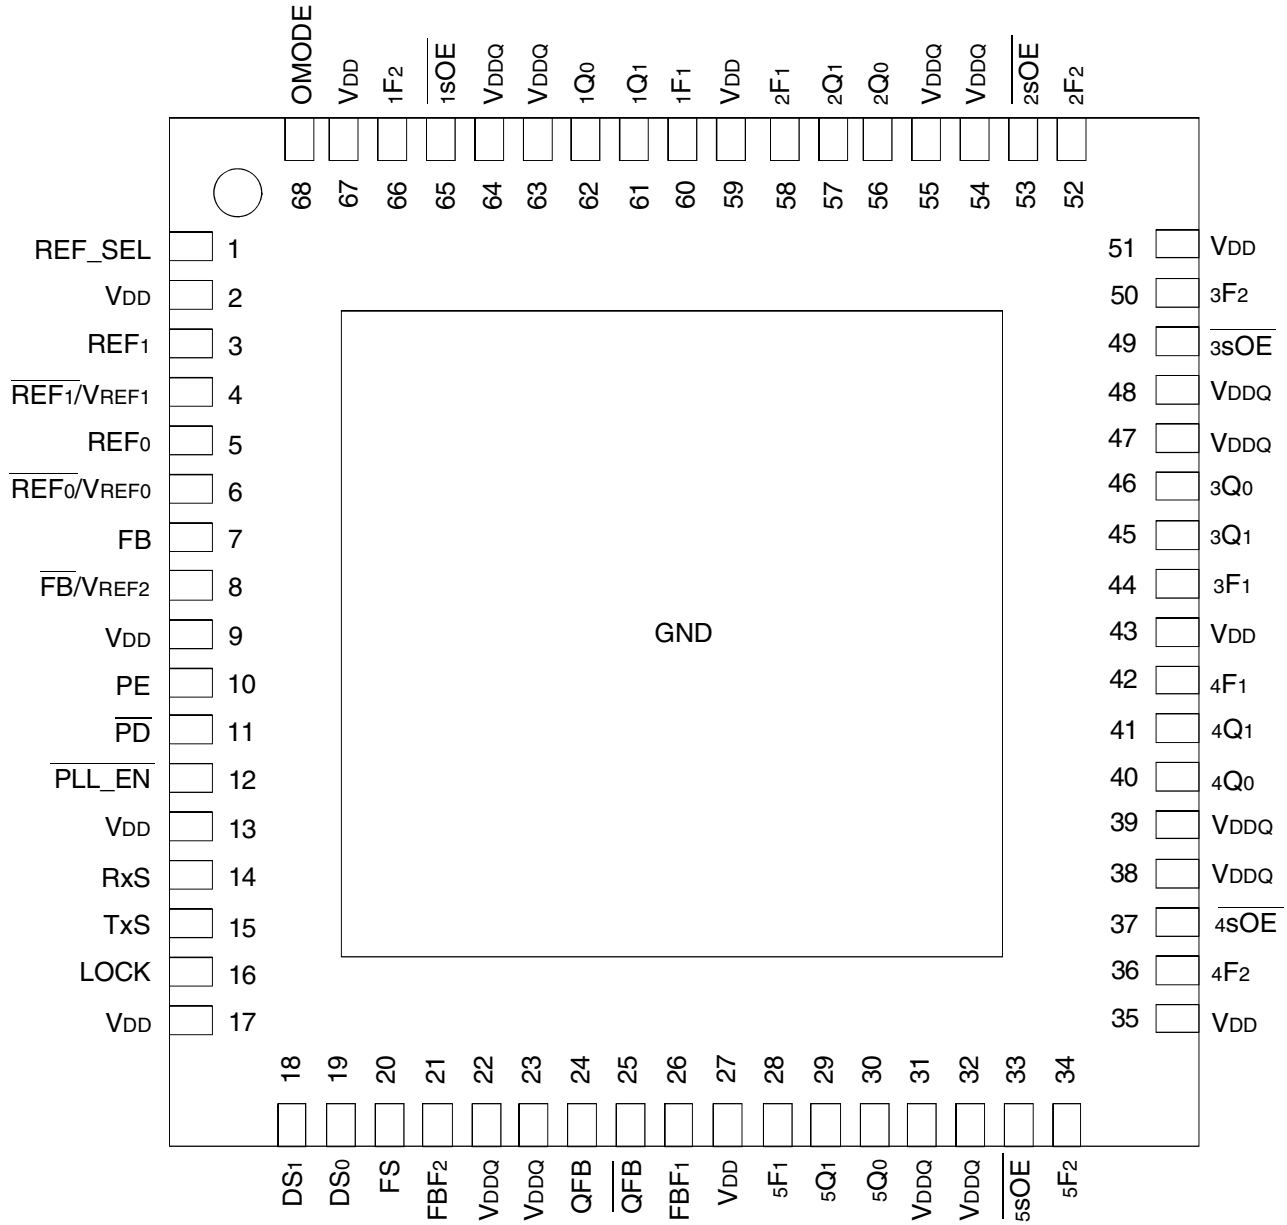 OMODE
VDD
1F2
1sOE
VDDQ
VDDQ
1Q0
1Q1
1F1
VDD
2F1
2Q1
2Q0
VDDQ
VDDQ
2sOE
2F2
68 67 66 65 64 63 62 61 60 59 58 57 56 55 54 53 52
REF_SEL 1
VDD 2
REF1 3
REF1/VREF1 4
REF0 5
REF0/VREF0 6
FB 7
FB/VREF2 8
VDD 9
PE 10
PD 11
PLL_EN 12
VDD 13
RxS 14
TxS 15
LOCK 16
VDD 17
GND
51 VDD
50 3F2
49 3sOE
48 VDDQ
47 VDDQ
46 3Q0
45 3Q1
44 3F1
43 VDD
42 4F1
41 4Q1
40 4Q0
39 VDDQ
38 VDDQ
37 4sOE
36 4F2
35 VDD
18 19 20 21 22 23 24 25 26 27 28 29 30 31 32 33 34
DS1
DS0
FS
FBF2
VDDQ
VDDQ
QFB
QFB
FBF1
VDD
5F1
5Q1
5Q0
VDDQ
VDDQ
5sOE
5F2